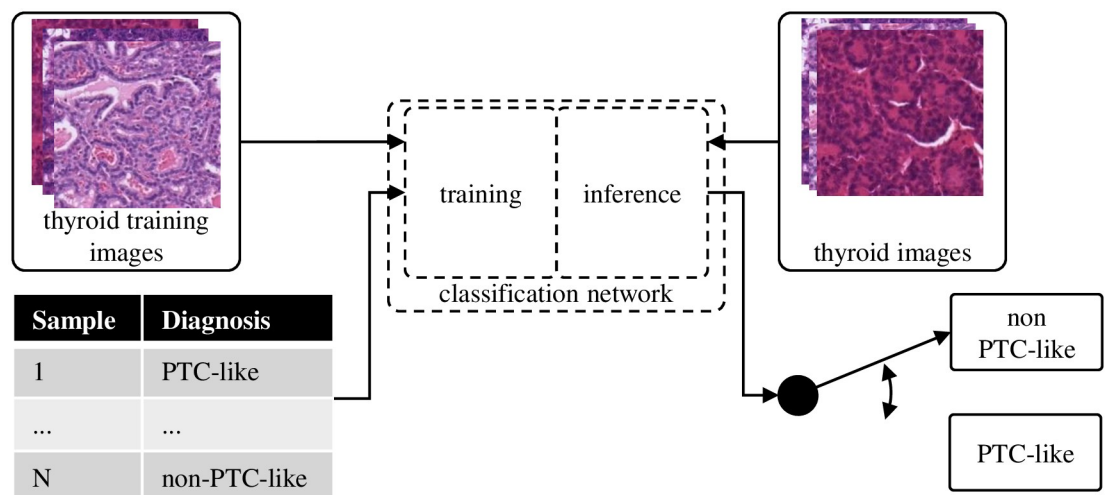 thyroid training
images
training
inference
classification network
thyroid images
Sample Diagnosis
1 PTC-like
... ...
N non-PTC-like
non
PTC-like
PTC-like